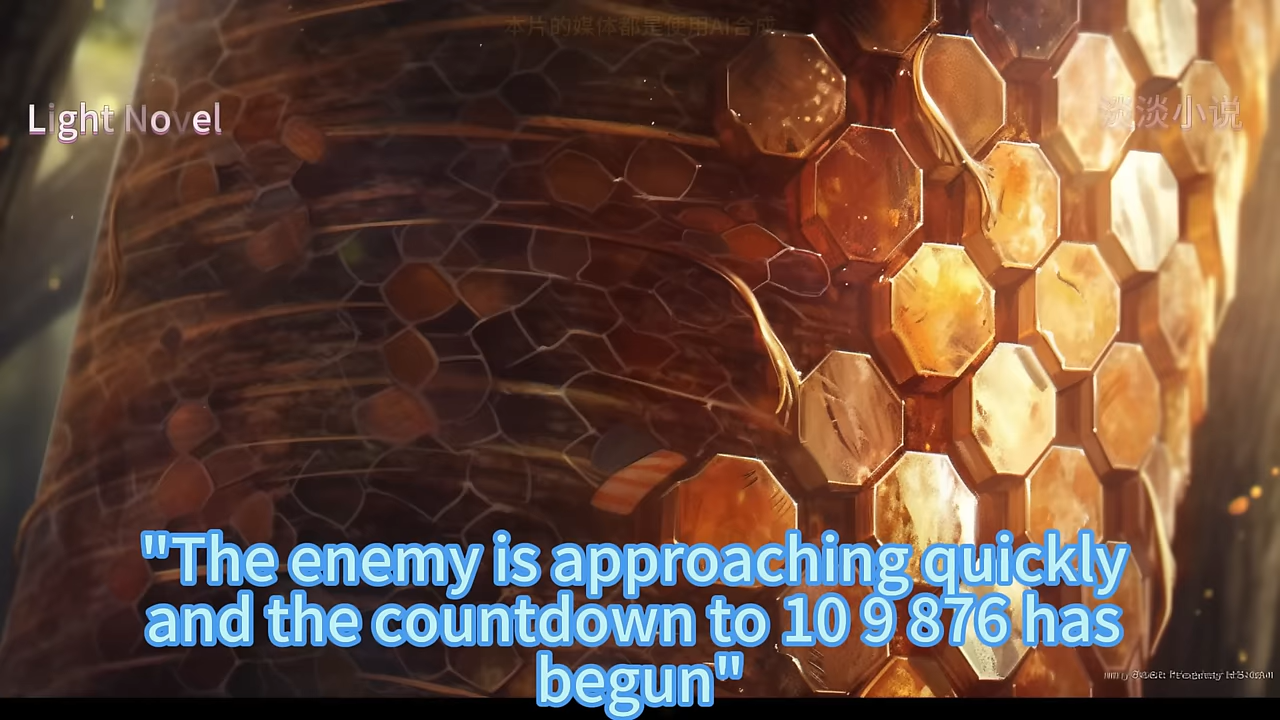 本片的媒体都是使用AI合成
Light Novel
淡淡小说
"The enemy is approaching quickly
and the countdown to 10 9 876 has
begun"